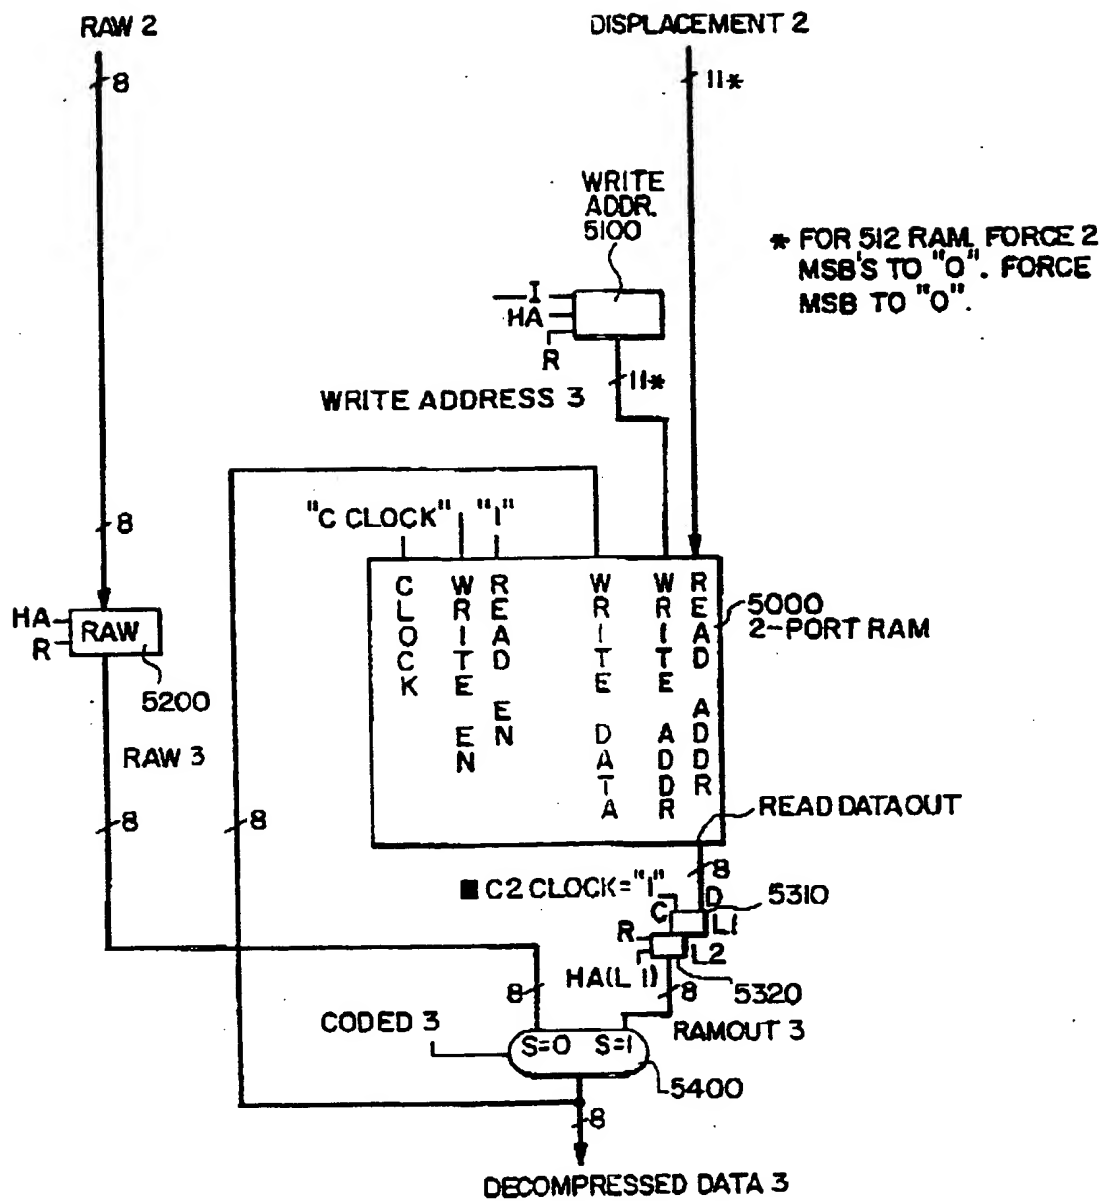 RAW 2
DISPLACEMENT 2
8
11*
WRITE
ADDR.
5100
* FOR 512 RAM. FORCE 2
MSB'S TO "0". FORCE
MSB TO "0".
I
HA
R
11*
WRITE ADDRESS 3
8
"C CLOCK"
"1"
CLOCK
WRITE EN
READ EN
WRITE DATA
WRITE ADDR
READ ADDR
5000
2-PORT RAM
HA
R
RAW
5200
RAW 3
8
8
READ DATAOUT
8
■ C2 CLOCK="1"
D
C
5310
L1
R
L2
HA(L1)
8
5320
8
CODED 3
RAMOUT 3
S=0 S=1
5400
8
DECOMPRESSED DATA 3